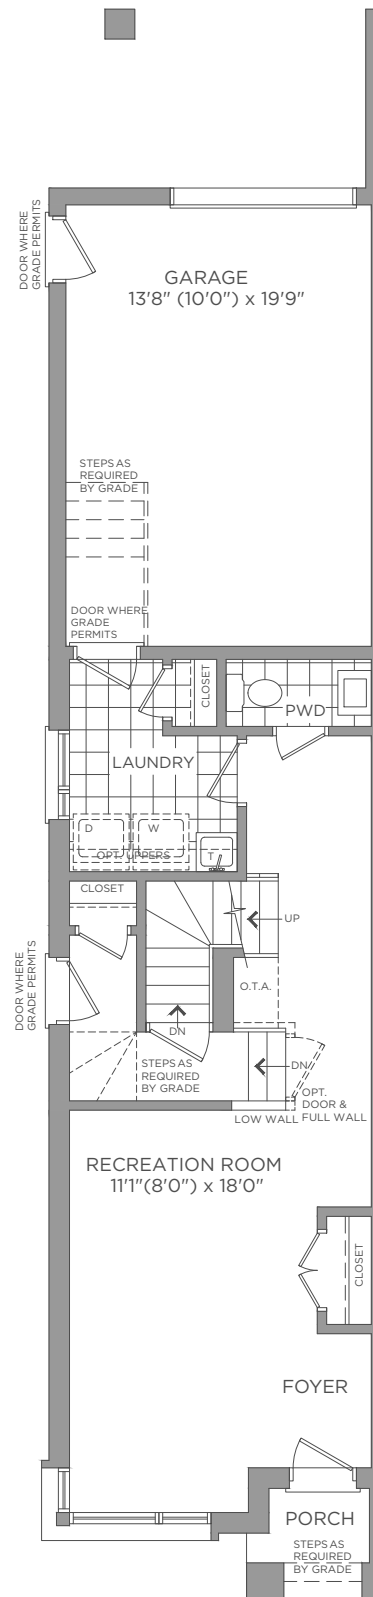 DOOR WHERE
GRADE PERMITS
GARAGE
13'8" (10'0") x 19'9"
STEPS AS
REQUIRED
BY GRADE
DOOR WHERE
GRADE
PERMITS
CLOSET
PWD
LAUNDRY
D
W
OPT. UPPERS
T
CLOSET
UP
DOOR WHERE
GRADE PERMITS
O.T.A.
DN
STEPS AS
REQUIRED
BY GRADE
DN
OPT.
DOOR &
FULL WALL
LOW WALL
RECREATION ROOM
11'1"(8'0") x 18'0"
CLOSET
FOYER
PORCH
STEPS AS
REQUIRED
BY GRADE